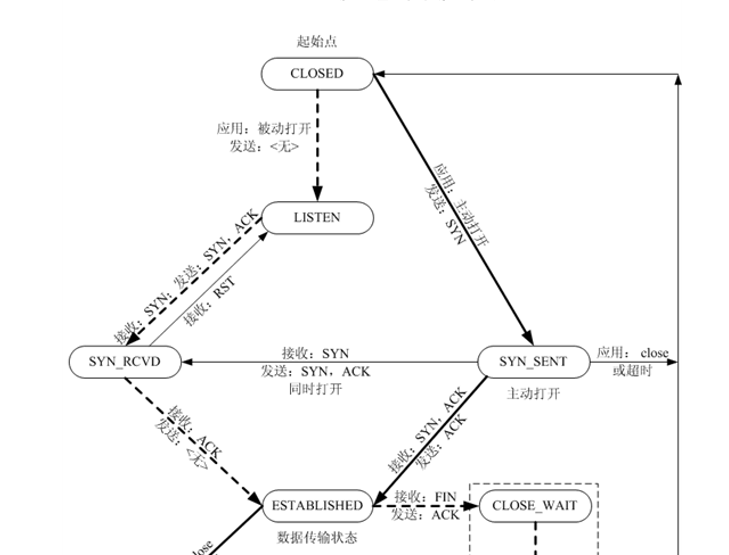 起始点
CLOSED
应用：被动打开
发送：<无>
应用：主动打开
发送：SYN
LISTEN
接收：SYN；发送：SYN，ACK
接收：RST
SYN_RCVD
接收：SYN
发送：SYN，ACK
同时打开
SYN_SENT
主动打开
应用： close
或超时
接收：ACK
发送：<无>
接收：SYN，ACK
发送：ACK
ESTABLISHED
数据传输状态
接收：FIN
发送：ACK
CLOSE_WAIT
close